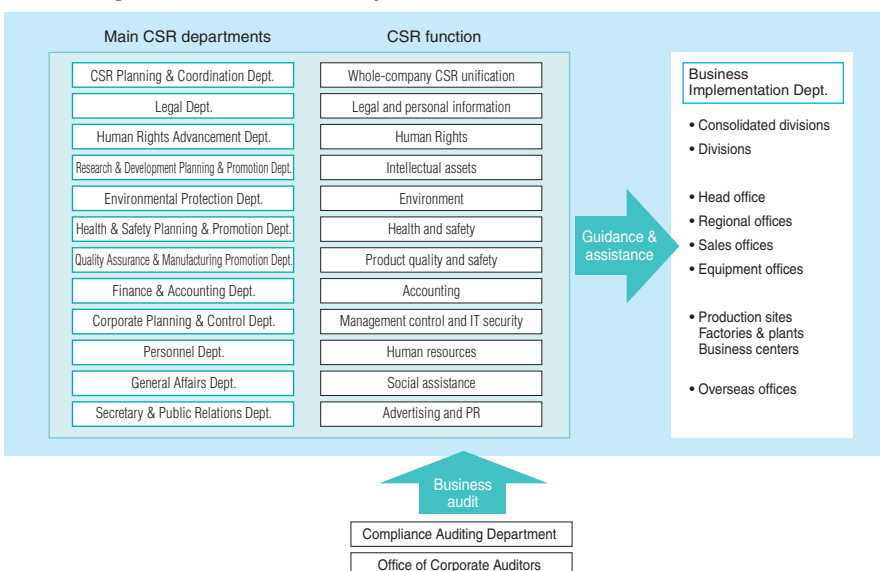 Main CSR departments
CSR function
CSR Planning & Coordination Dept.
Whole-company CSR unification
Legal Dept.
Legal and personal information
Human Rights Advancement Dept.
Human Rights
Research & Development Planning & Promotion Dept.
Intellectual assets
Environmental Protection Dept.
Environment
Health & Safety Planning & Promotion Dept.
Health and safety
Quality Assurance & Manufacturing Promotion Dept.
Product quality and safety
Finance & Accounting Dept.
Accounting
Corporate Planning & Control Dept.
Management control and IT security
Personnel Dept.
Human resources
General Affairs Dept.
Social assistance
Secretary & Public Relations Dept.
Advertising and PR
Guidance &
assistance
Business
Implementation Dept.
• Consolidated divisions
• Divisions
• Head office
• Regional offices
• Sales offices
• Equipment offices
• Production sites
Factories & plants
Business centers
• Overseas offices
Business
audit
Compliance Auditing Department
Office of Corporate Auditors